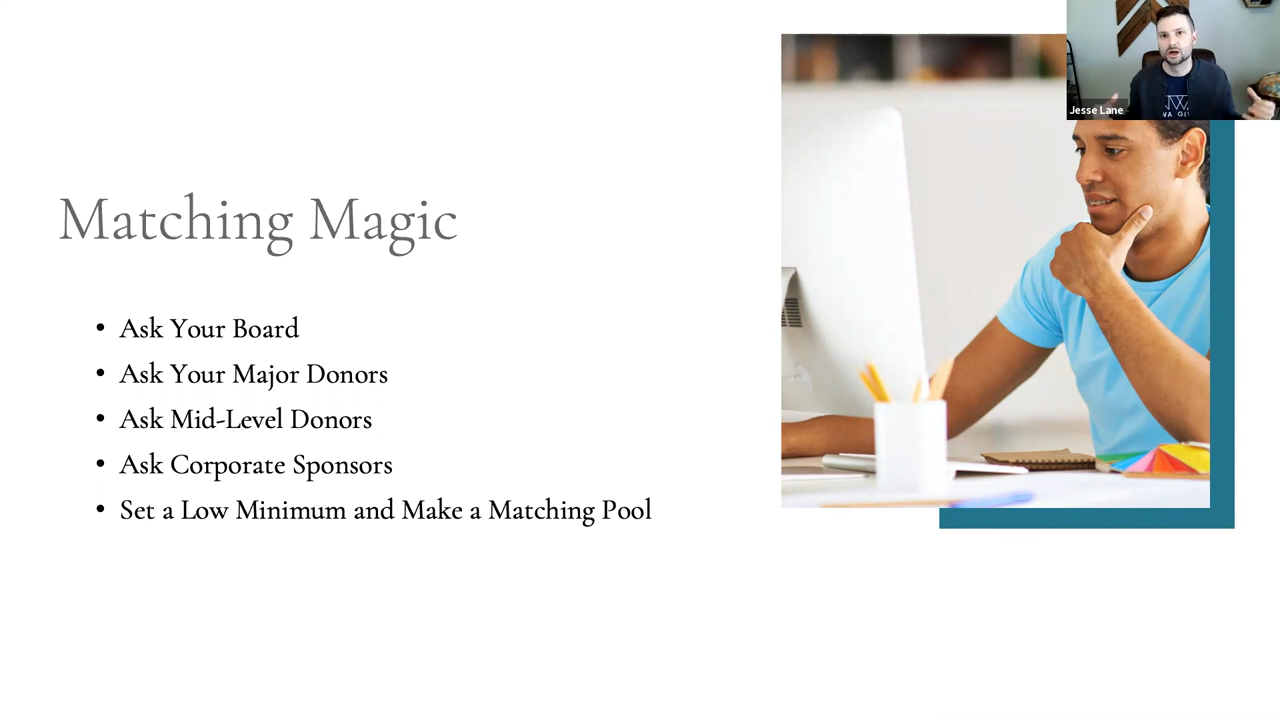 Matching Magic
• Ask Your Board
• Ask Your Major Donors
• Ask Mid-Level Donors
• Ask Corporate Sponsors
• Set a Low Minimum and Make a Matching Pool
Jesse Lane